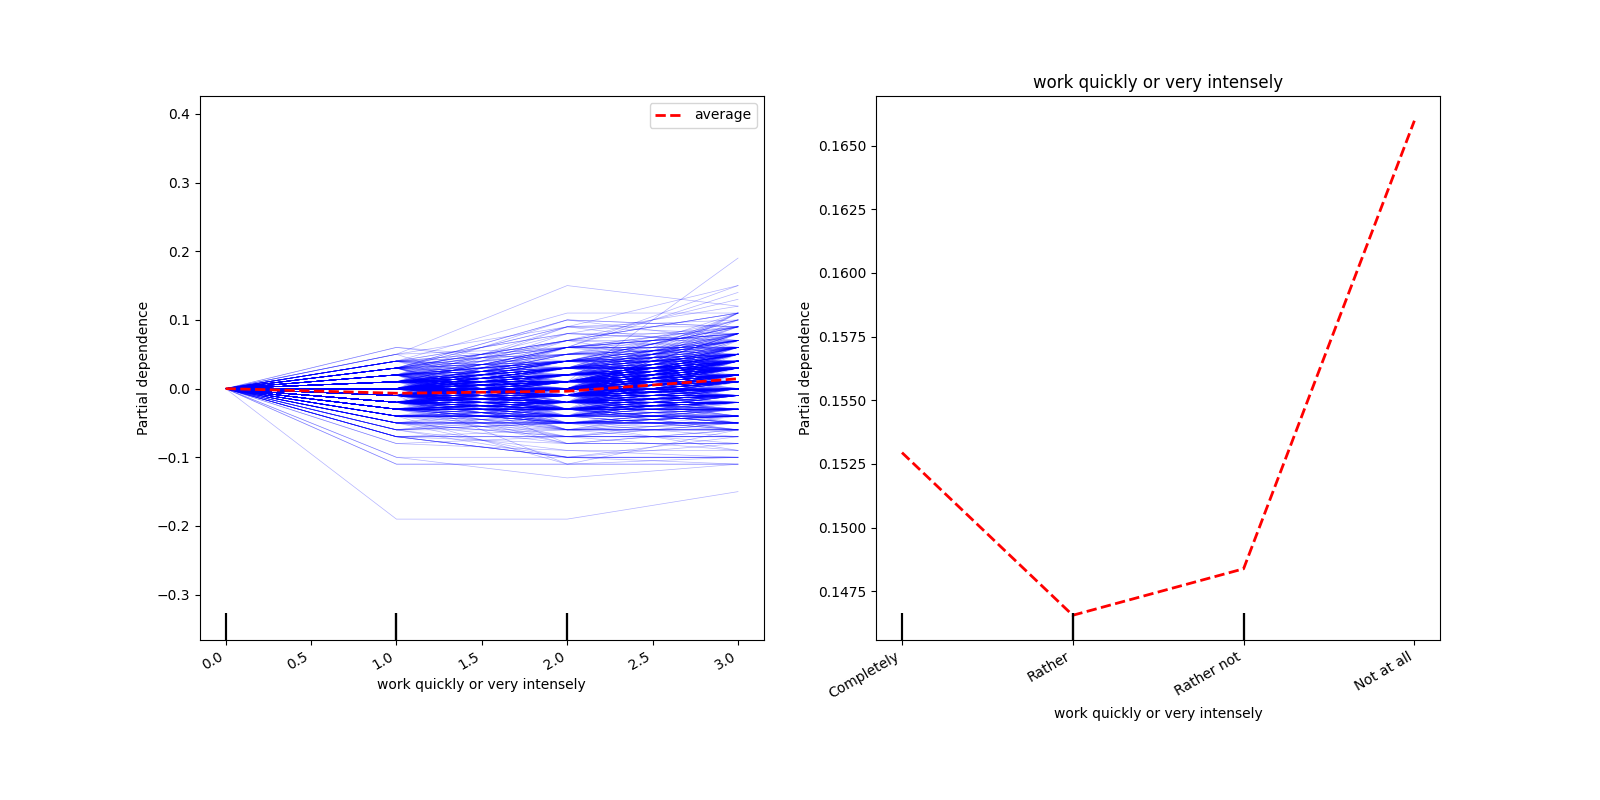 work quickly or very intensely
average
0.4
0.3
0.2
0.1
0.0
−0.1
−0.2
−0.3
Partial dependence
0.0 0.5 1.0 1.5 2.0 2.5 3.0
work quickly or very intensely
0.1650
0.1625
0.1600
0.1575
0.1550
0.1525
0.1500
0.1475
Partial dependence
Completely Rather Rather not Not at all
work quickly or very intensely